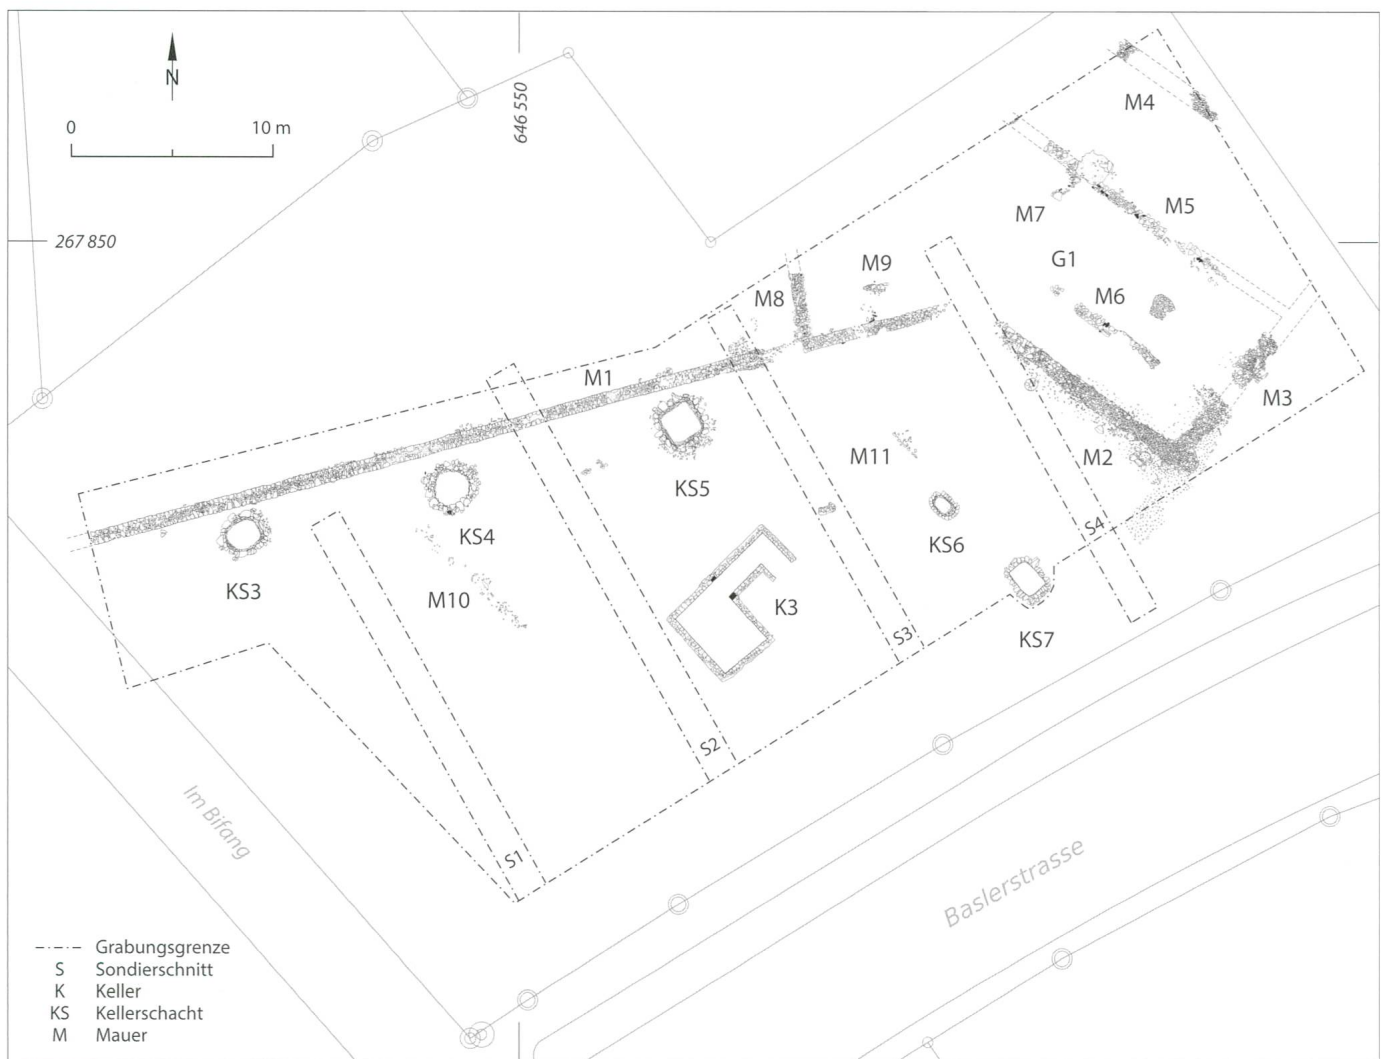 N
0 10 m
646 550
267 850
M4
M5
M7
G1
M6
M9
M8
M3
M1
M2
M11
KS5
KS4
KS6
S4
KS3
M10
K3
S3
KS7
S2
S1
Im Bifang
Baslerstrasse
Grabungsgrenze
S Sondierschnitt
K Keller
KS Kellerschacht
M Mauer